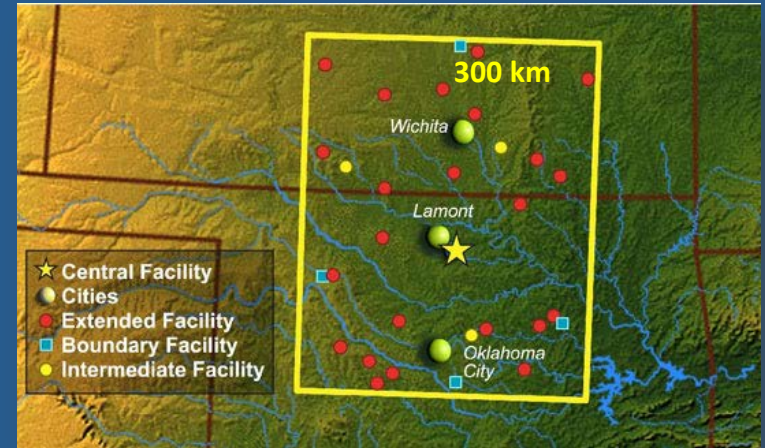 300 km
Wichita
Lamont
Central Facility
Cities
Extended Facility
Boundary Facility
Intermediate Facility
Oklahoma
City